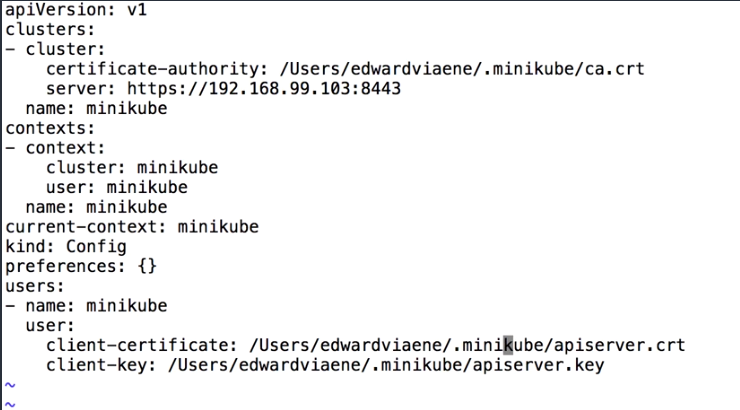 apiVersion: v1
clusters:
- cluster:
    certificate-authority: /Users/edwardviaene/.minikube/ca.crt
    server: https://192.168.99.103:8443
  name: minikube
contexts:
- context:
    cluster: minikube
    user: minikube
  name: minikube
current-context: minikube
kind: Config
preferences: {}
users:
- name: minikube
  user:
    client-certificate: /Users/edwardviaene/.minikube/apiserver.crt
    client-key: /Users/edwardviaene/.minikube/apiserver.key
~
~